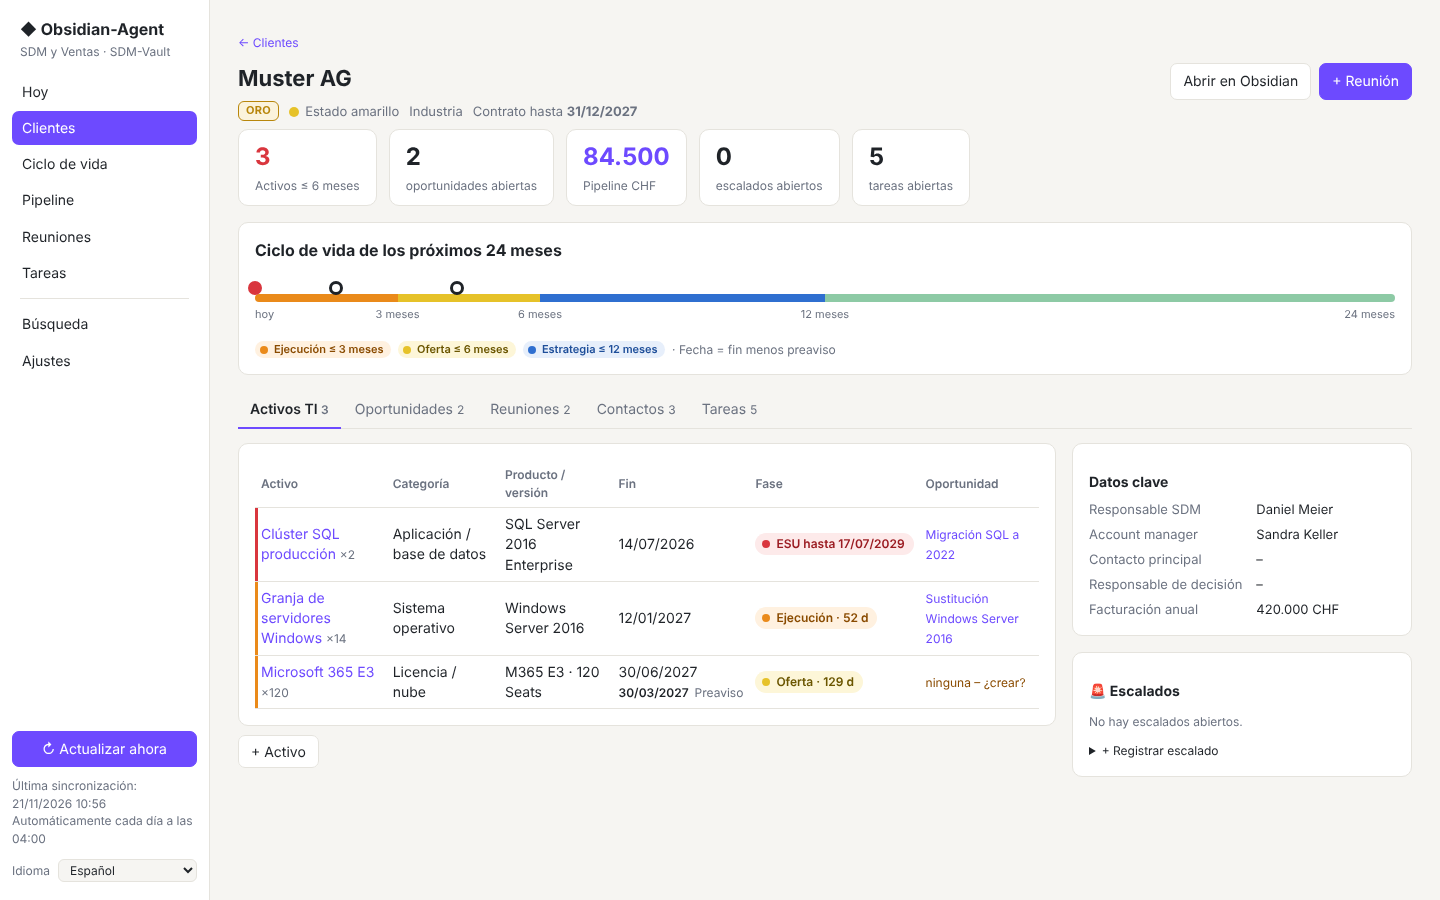 ◆ Obsidian-Agent
SDM y Ventas · SDM-Vault
Hoy
Clientes
Ciclo de vida
Pipeline
Reuniones
Tareas
Búsqueda
Ajustes
↻ Actualizar ahora
Última sincronización:
21/11/2026 10:56
Automáticamente cada día a las
04:00
Idioma Español
← Clientes
Muster AG
Abrir en Obsidian
+ Reunión
ORO Estado amarillo Industria Contrato hasta 31/12/2027
3
Activos ≤ 6 meses
2
oportunidades abiertas
84.500
Pipeline CHF
0
escalados abiertos
5
tareas abiertas
Ciclo de vida de los próximos 24 meses
hoy 3 meses 6 meses 12 meses 24 meses
Ejecución ≤ 3 meses Oferta ≤ 6 meses Estrategia ≤ 12 meses · Fecha = fin menos preaviso
Activos TI 3 Oportunidades 2 Reuniones 2 Contactos 3 Tareas 5
Activo Categoría Producto / versión Fin Fase Oportunidad
Clúster SQL producción ×2 Aplicación / base de datos SQL Server 2016 Enterprise 14/07/2026 ESU hasta 17/07/2029 Migración SQL a 2022
Granja de servidores Windows ×14 Sistema operativo Windows Server 2016 12/01/2027 Ejecución · 52 d Sustitución Windows Server 2016
Microsoft 365 E3 ×120 Licencia / nube M365 E3 · 120 Seats 30/06/2027 30/03/2027 Preaviso Oferta · 129 d ninguna – ¿crear?
+ Activo
Datos clave
Responsable SDM Daniel Meier
Account manager Sandra Keller
Contacto principal –
Responsable de decisión –
Facturación anual 420.000 CHF
🚨 Escalados
No hay escalados abiertos.
▶ + Registrar escalado